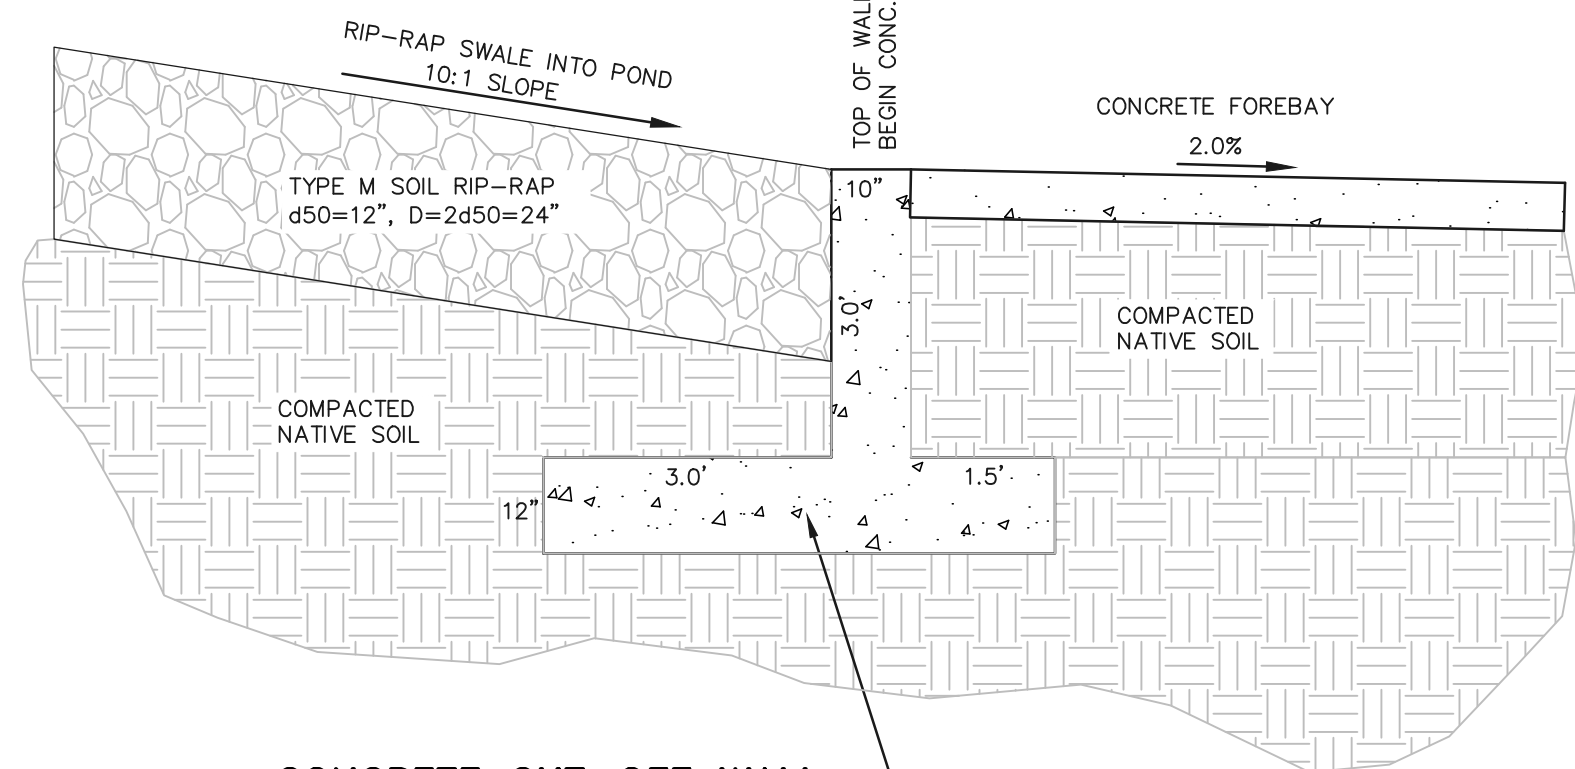 RIP-RAP SWALE INTO POND
10:1 SLOPE
TOP OF WALL
BEGIN CONC.
CONCRETE FOREBAY
2.0%
TYPE M SOIL RIP-RAP
d50=12", D=2d50=24"
10"
3.0'
COMPACTED
NATIVE SOIL
COMPACTED
NATIVE SOIL
3.0'
1.5'
12"